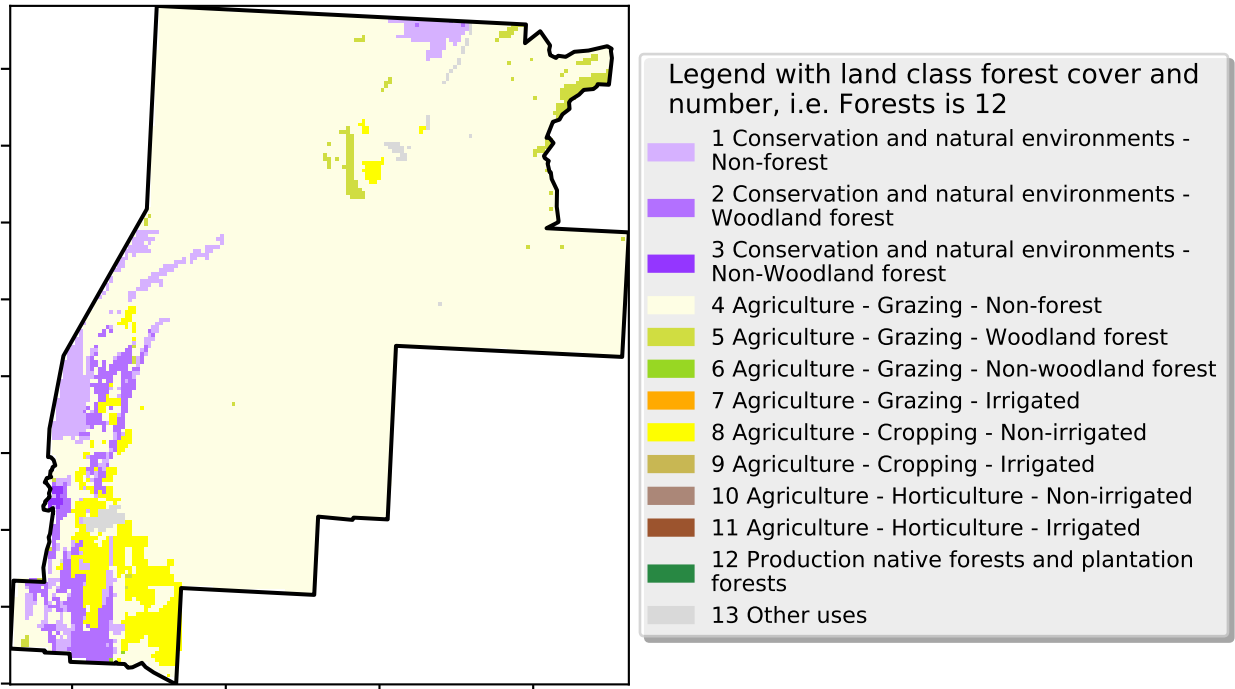 Legend with land class forest cover and
number, i.e. Forests is 12
1 Conservation and natural environments -
Non-forest
2 Conservation and natural environments -
Woodland forest
3 Conservation and natural environments -
Non-Woodland forest
4 Agriculture - Grazing - Non-forest
5 Agriculture - Grazing - Woodland forest
6 Agriculture - Grazing - Non-woodland forest
7 Agriculture - Grazing - Irrigated
8 Agriculture - Cropping - Non-irrigated
9 Agriculture - Cropping - Irrigated
10 Agriculture - Horticulture - Non-irrigated
11 Agriculture - Horticulture - Irrigated
12 Production native forests and plantation
forests
13 Other uses